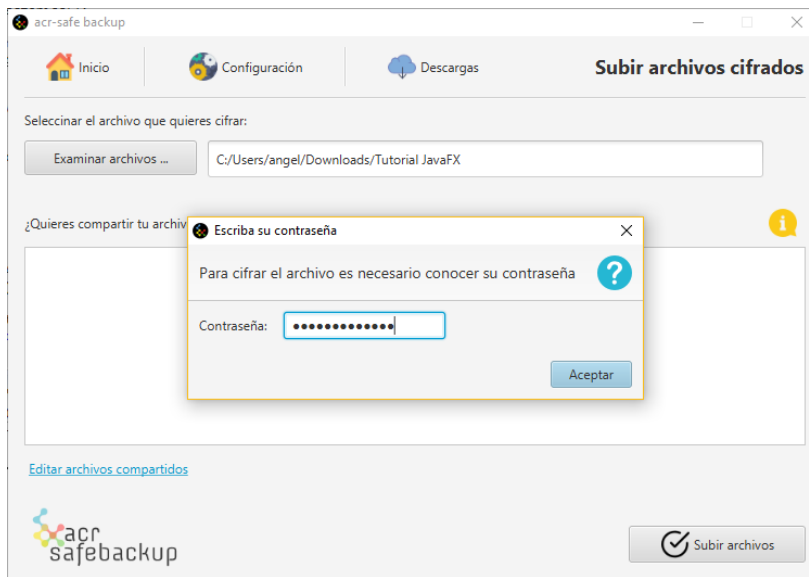 acr-safe backup
Inicio
Configuración
Descargas
Subir archivos cifrados
Seleccinar el archivo que quieres cifrar:
Examinar archivos ...
C:/Users/angel/Downloads/Tutorial JavaFX
¿Quieres compartir tu archiv
Escriba su contraseña
Para cifrar el archivo es necesario conocer su contraseña
Contraseña:
Aceptar
Editar archivos compartidos
acr
safebackup
Subir archivos